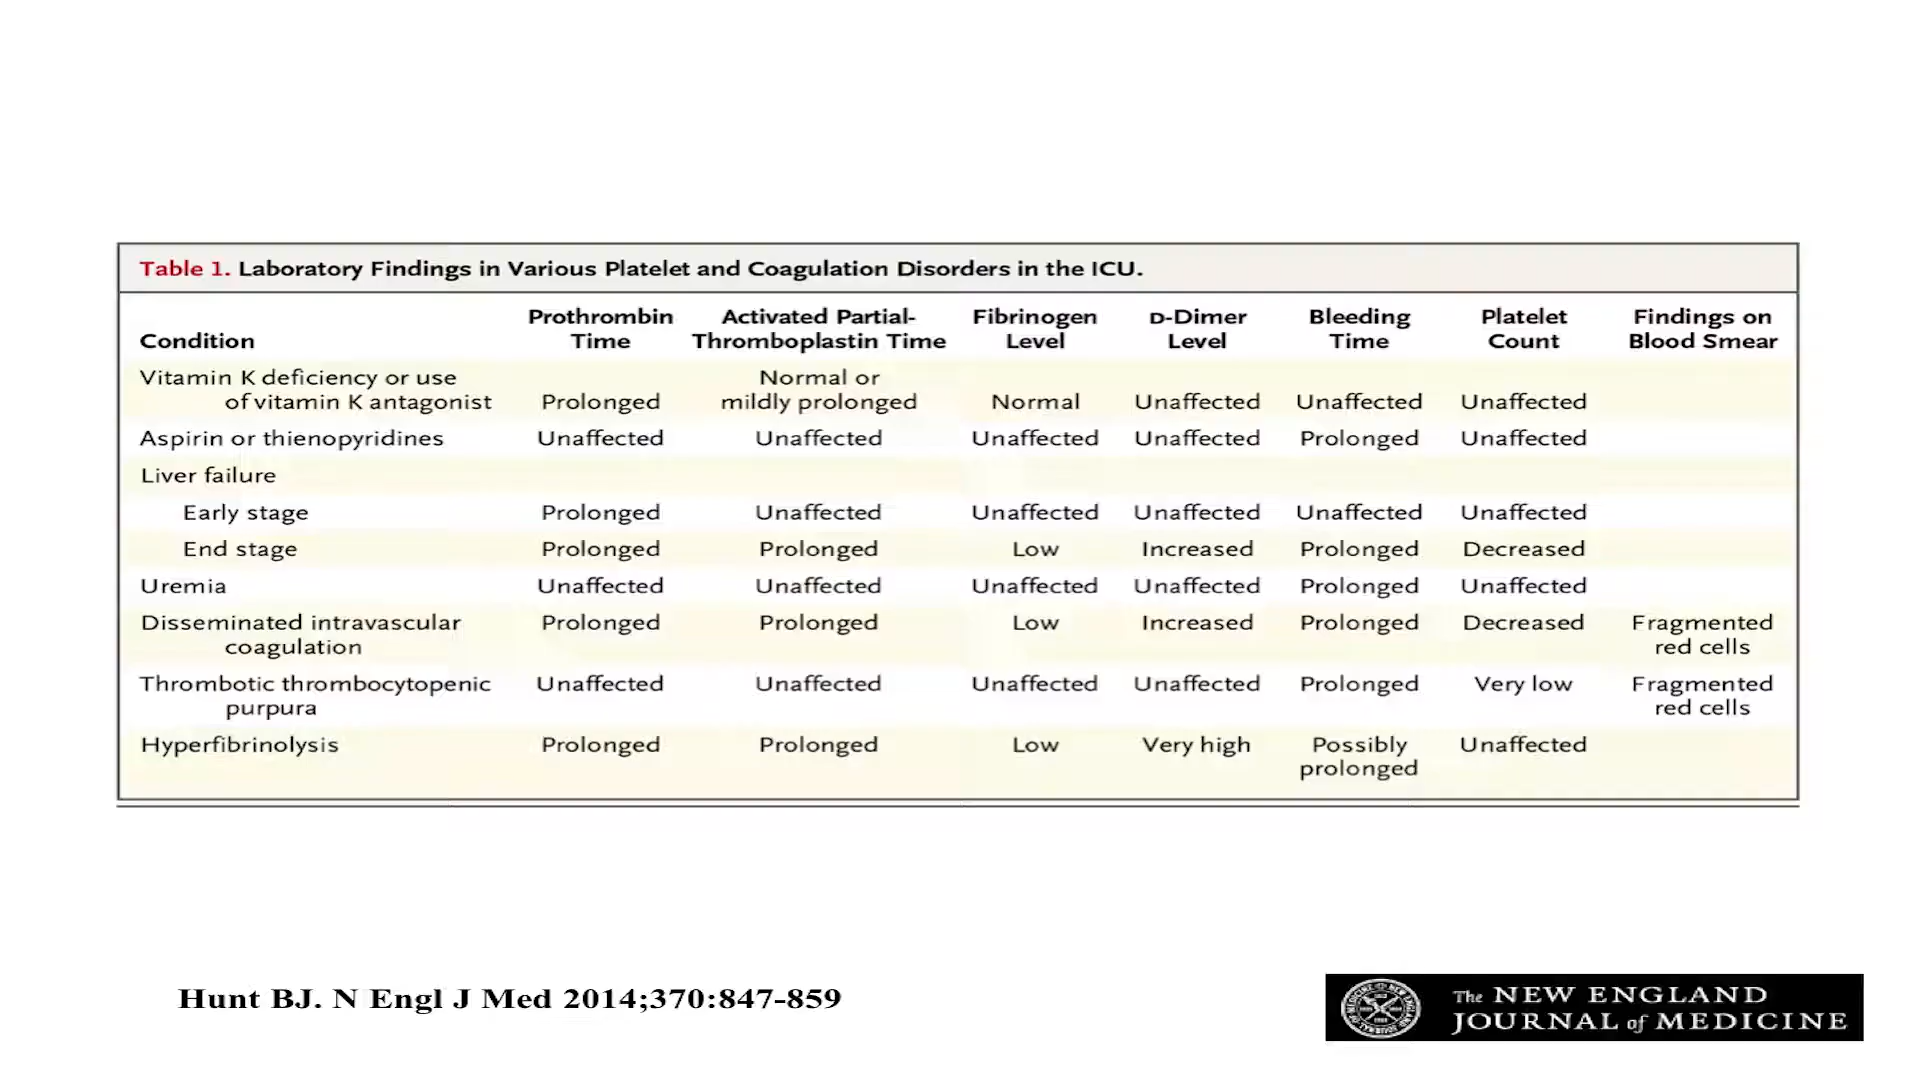 Table 1. Laboratory Findings in Various Platelet and Coagulation Disorders in the ICU.
Condition Prothrombin Time Activated Partial-Thromboplastin Time Fibrinogen Level D-Dimer Level Bleeding Time Platelet Count Findings on Blood Smear
Vitamin K deficiency or use of vitamin K antagonist Prolonged Normal or mildly prolonged Normal Unaffected Unaffected Unaffected
Aspirin or thienopyridines Unaffected Unaffected Unaffected Unaffected Prolonged Unaffected
Liver failure
Early stage Prolonged Unaffected Unaffected Unaffected Unaffected Unaffected
End stage Prolonged Prolonged Low Increased Prolonged Decreased
Uremia Unaffected Unaffected Unaffected Unaffected Prolonged Unaffected
Disseminated intravascular coagulation Prolonged Prolonged Low Increased Prolonged Decreased Fragmented red cells
Thrombotic thrombocytopenic purpura Unaffected Unaffected Unaffected Unaffected Prolonged Very low Fragmented red cells
Hyperfibrinolysis Prolonged Prolonged Low Very high Possibly prolonged Unaffected
Hunt BJ. N Engl J Med 2014;370:847-859
The NEW ENGLAND
JOURNAL of MEDICINE